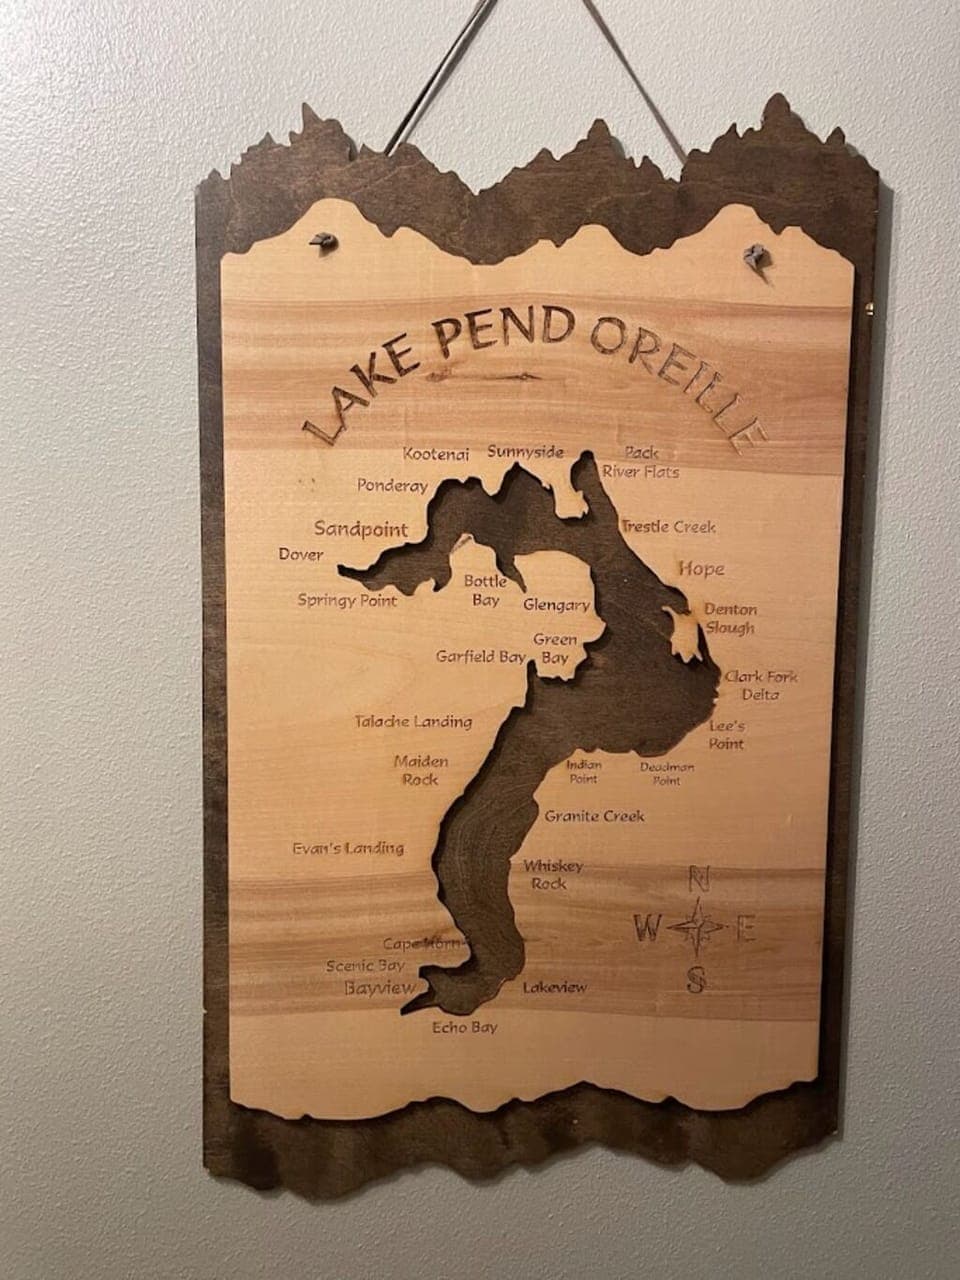 LAKE PEND OREILLE
Kootenai
Sunnyside
Pack
River Flats
Ponderay
Sandpoint
Trestle Creek
Dover
Hope
Springy Point
Bottle
Bay
Glengary
Denton
Slough
Green
Bay
Garfield Bay
Clark Fork
Delta
Talache Landing
Lee's
Point
Maiden
Rock
Indian
Point
Deadman
Point
Granite Creek
Evan's Landing
Whiskey
Rock
N
W E
S
Cape Horn
Scenic Bay
Bayview
Lakeview
Echo Bay